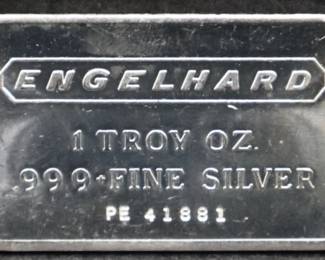 ENGELHARD
1 TROY OZ.
.999+FINE SILVER
PE 41881